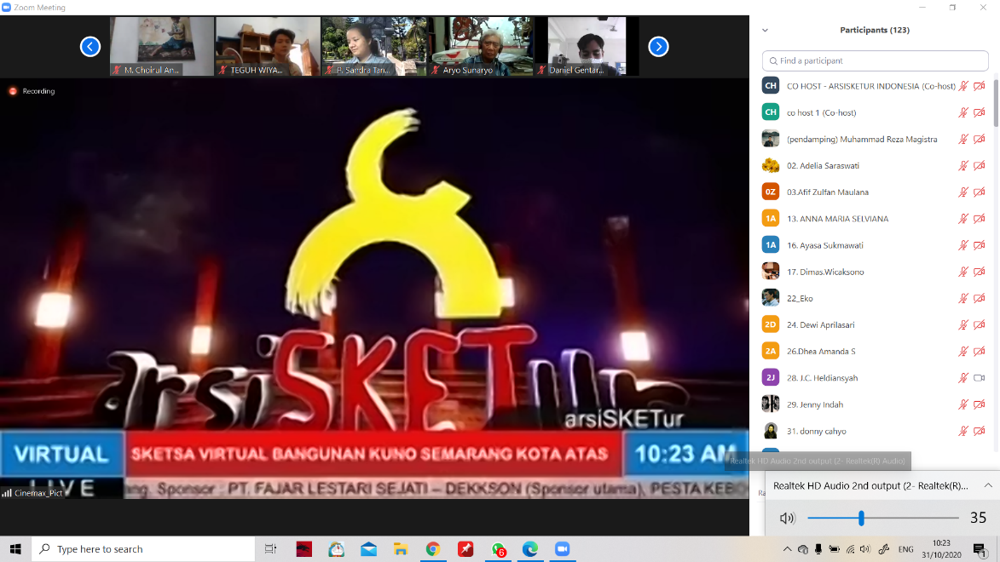 Zoom Meeting
M. Choirul An...
TEGUH WIYA...
P. Sandra Tan...
Aryo Sunaryo
Daniel Gentar...
Recording
arsiSKETur
arsiSKETur
VIRTUAL
LIVE
SKETSA VIRTUAL BANGUNAN KUNO SEMARANG KOTA ATAS
10:23 AM
Sponsor : PT. FAJAR LESTARI SEJATI – DEKKSON (Sponsor utama), PESTA KEBO
Cinemax_Pict
Participants (123)
Find a participant
CH CO HOST - ARSISKETUR INDONESIA (Co-host)
CH co host 1 (Co-host)
(pendamping) Muhammad Reza Magistra
02. Adelia Saraswati
0Z 03.Afif Zulfan Maulana
1A 13. ANNA MARIA SELVIANA
1A 16. Ayasa Sukmawati
17. Dimas.Wicaksono
22_Eko
2D 24. Dewi Aprilasari
2A 26.Dhea Amanda S
2J 28. J.C. Heldiansyah
29. Jenny Indah
31. donny cahyo
Realtek HD Audio 2nd output (2- Realtek(R) Audio)
Realtek HD Audio 2nd output (2- Realtek(R)...
35
Type here to search
6
ENG
10:23
31/10/2020
1